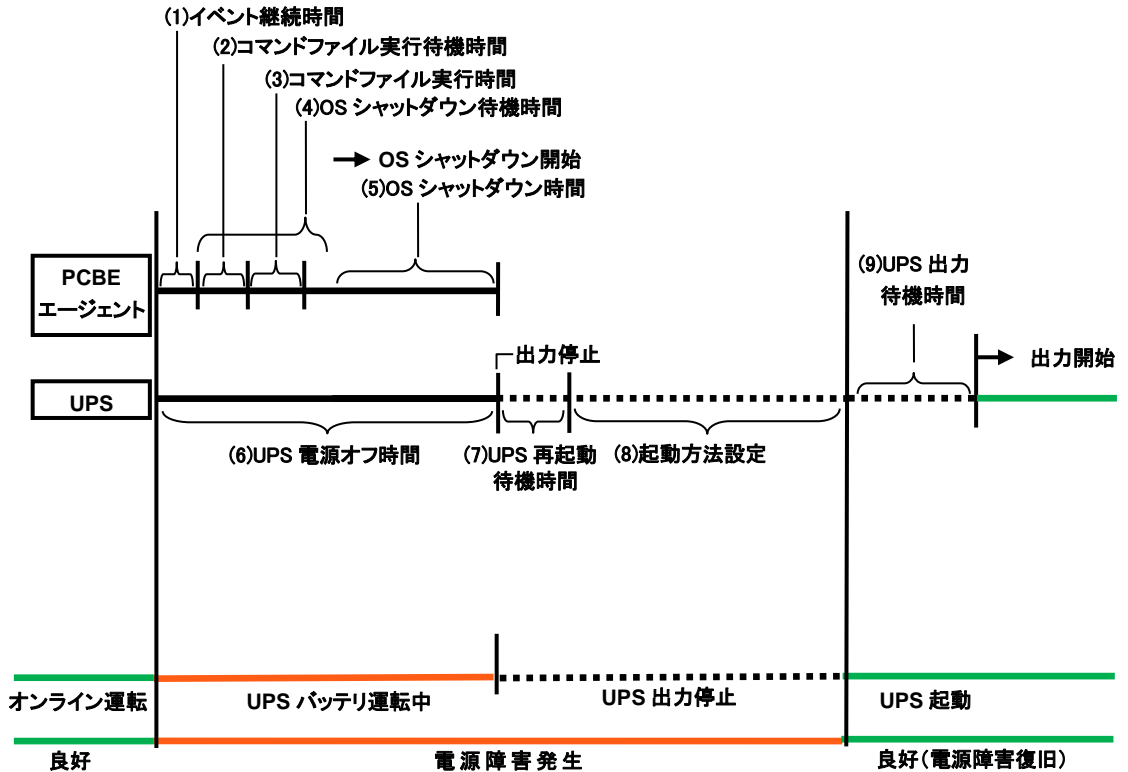 (1)イベント継続時間
(2)コマンドファイル実行待機時間
(3)コマンドファイル実行時間
(4)OS シャットダウン待機時間
OS シャットダウン開始
(5)OSシャットダウン時間
PCBE
エージェント
(9)UPS 出力
待機時間
出力停止
出力開始
UPS
(6)UPS 電源オフ時間
(7)UPS 再起動
待機時間
(8)起動方法設定
オンライン運転
UPS バッテリ運転中
UPS 出力停止
UPS 起動
良好
電源障害発生
良好(電源障害復旧)